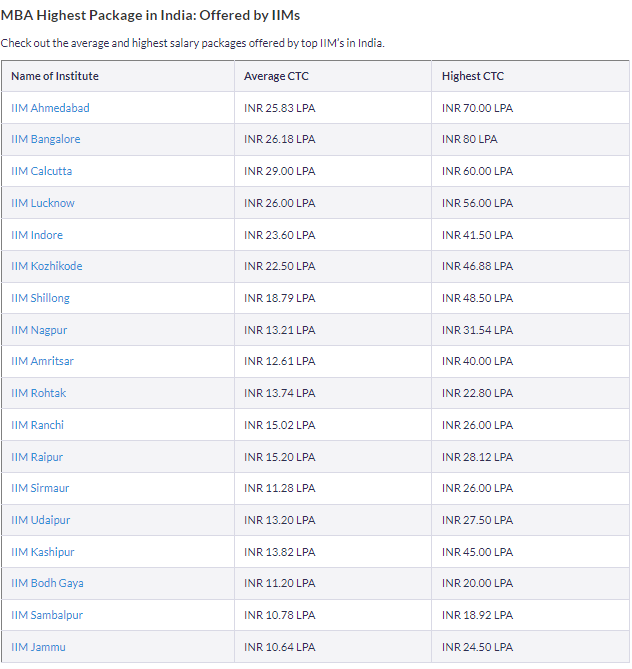 MBA Highest Package in India: Offered by IIMs
Check out the average and highest salary packages offered by top IIM's in India.
Name of Institute Average CTC Highest CTC
IIM Ahmedabad INR 25.83 LPA INR 70.00 LPA
IIM Bangalore INR 26.18 LPA INR 80 LPA
IIM Calcutta INR 29.00 LPA INR 60.00 LPA
IIM Lucknow INR 26.00 LPA INR 56.00 LPA
IIM Indore INR 23.60 LPA INR 41.50 LPA
IIM Kozhikode INR 22.50 LPA INR 46.88 LPA
IIM Shillong INR 18.79 LPA INR 48.50 LPA
IIM Nagpur INR 13.21 LPA INR 31.54 LPA
IIM Amritsar INR 12.61 LPA INR 40.00 LPA
IIM Rohtak INR 13.74 LPA INR 22.80 LPA
IIM Ranchi INR 15.02 LPA INR 26.00 LPA
IIM Raipur INR 15.20 LPA INR 28.12 LPA
IIM Sirmaur INR 11.28 LPA INR 26.00 LPA
IIM Udaipur INR 13.20 LPA INR 27.50 LPA
IIM Kashipur INR 13.82 LPA INR 45.00 LPA
IIM Bodh Gaya INR 11.20 LPA INR 20.00 LPA
IIM Sambalpur INR 10.78 LPA INR 18.92 LPA
IIM Jammu INR 10.64 LPA INR 24.50 LPA